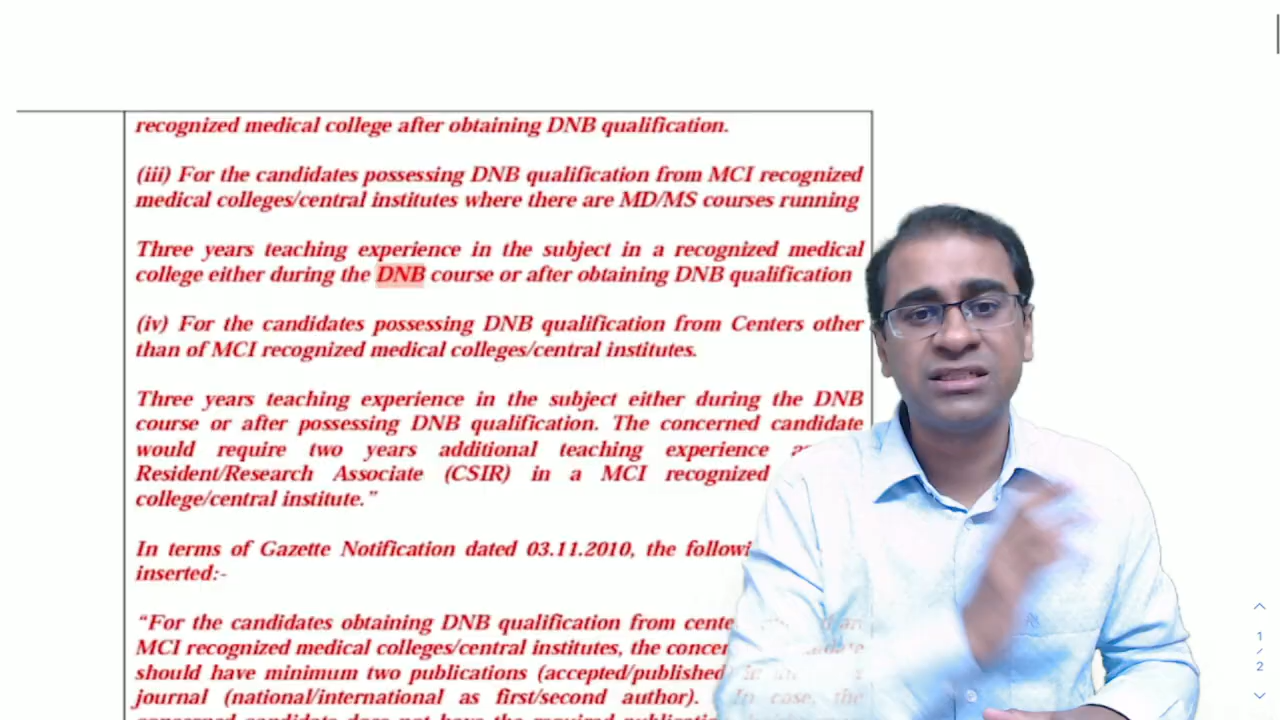 recognized medical college after obtaining DNB qualification.
(iii) For the candidates possessing DNB qualification from MCI recognized
medical colleges/central institutes where there are MD/MS courses running
Three years teaching experience in the subject in a recognized medical
college either during the DNB course or after obtaining DNB qualification
(iv) For the candidates possessing DNB qualification from Centers other
than of MCI recognized medical colleges/central institutes.
Three years teaching experience in the subject either during the DNB
course or after possessing DNB qualification. The concerned candidate
would require two years additional teaching experience
Resident/Research Associate (CSIR) in a MCI recognized
college/central institute.”
In terms of Gazette Notification dated 03.11.2010, the
inserted:-
“For the candidates obtaining DNB qualification from
MCI recognized medical colleges/central institutes, the
should have minimum two publications (accepted/published)
journal (national/international as first/second author). In case, the
1
/
2